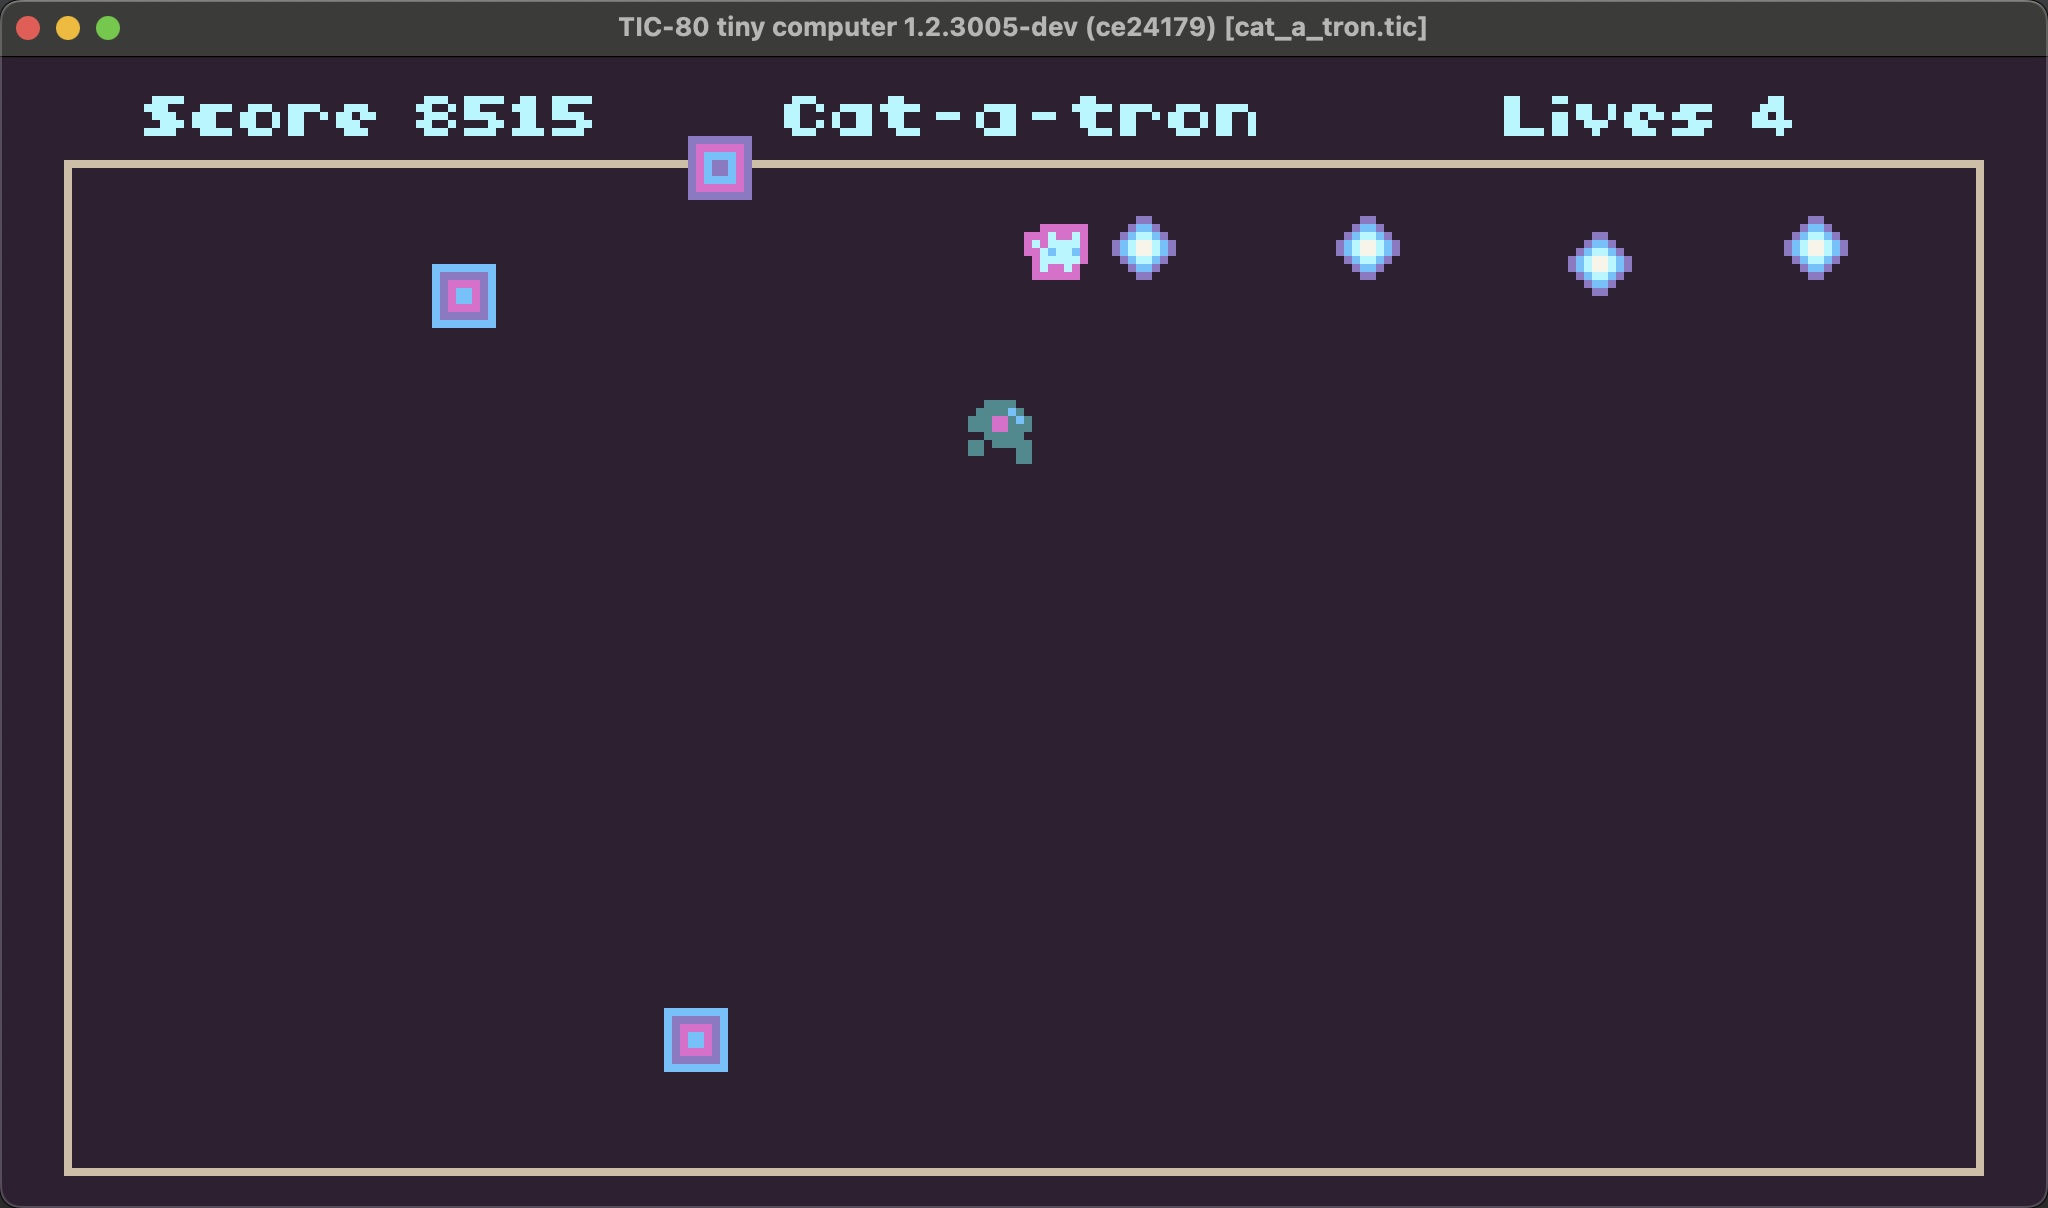 TIC-80 tiny computer 1.2.3005-dev (ce24179) [cat_a_tron.tic]
Score 8515 Cat-a-tron Lives 4